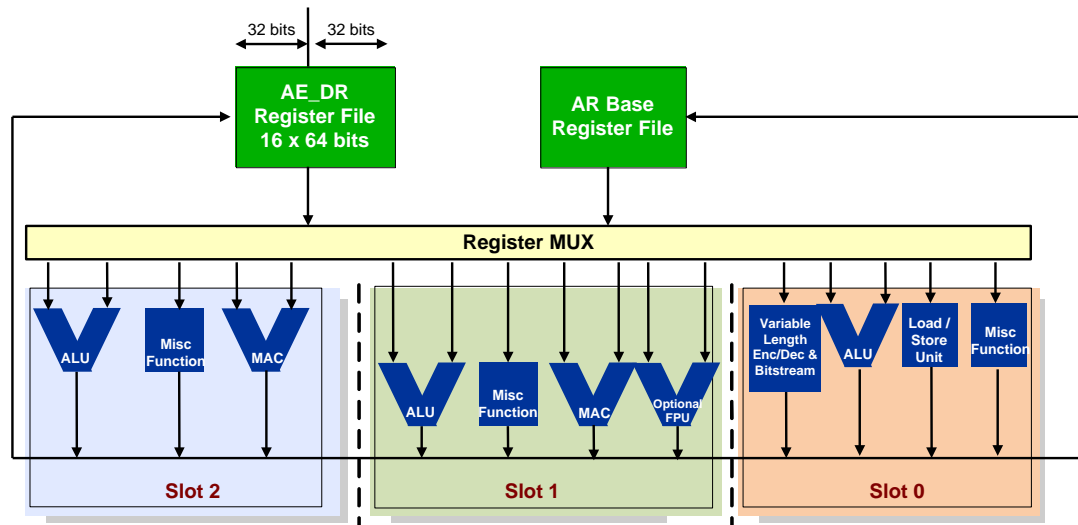 32 bits
32 bits
AE_DR
Register File
16 x 64 bits
AR Base
Register File
Register MUX
ALU
Misc
Function
MAC
Slot 2
ALU
Misc
Function
MAC
Optional
FPU
Slot 1
Variable
Length
Enc/Dec &
Bitstream
ALU
Load /
Store
Unit
Misc
Function
Slot 0